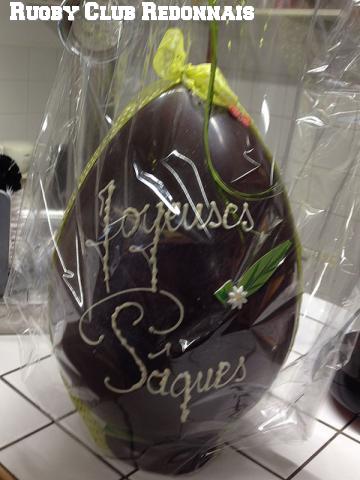 Rugby Club Redonnais
Joyeuses
Pâques